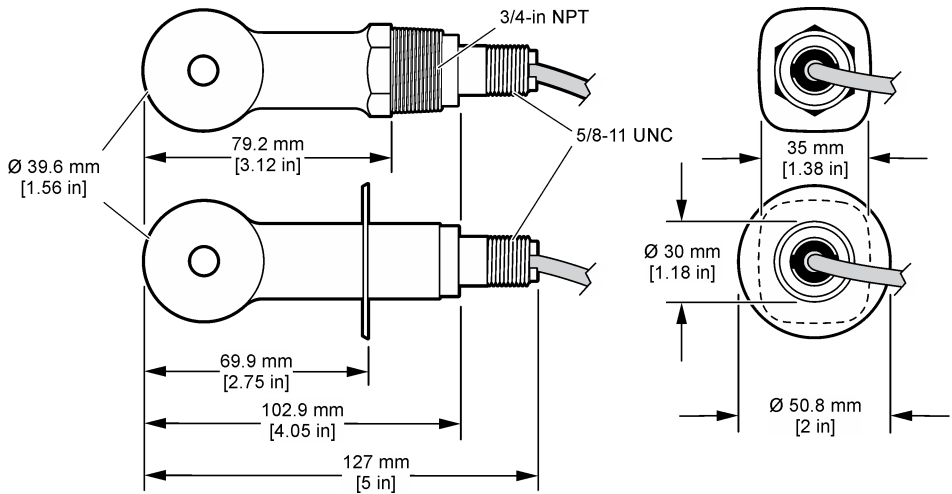 3/4-in NPT
5/8-11 UNC
79.2 mm
[3.12 in]
Ø 39.6 mm
[1.56 in]
35 mm
[1.38 in]
Ø 30 mm
[1.18 in]
69.9 mm
[2.75 in]
102.9 mm
[4.05 in]
Ø 50.8 mm
[2 in]
127 mm
[5 in]